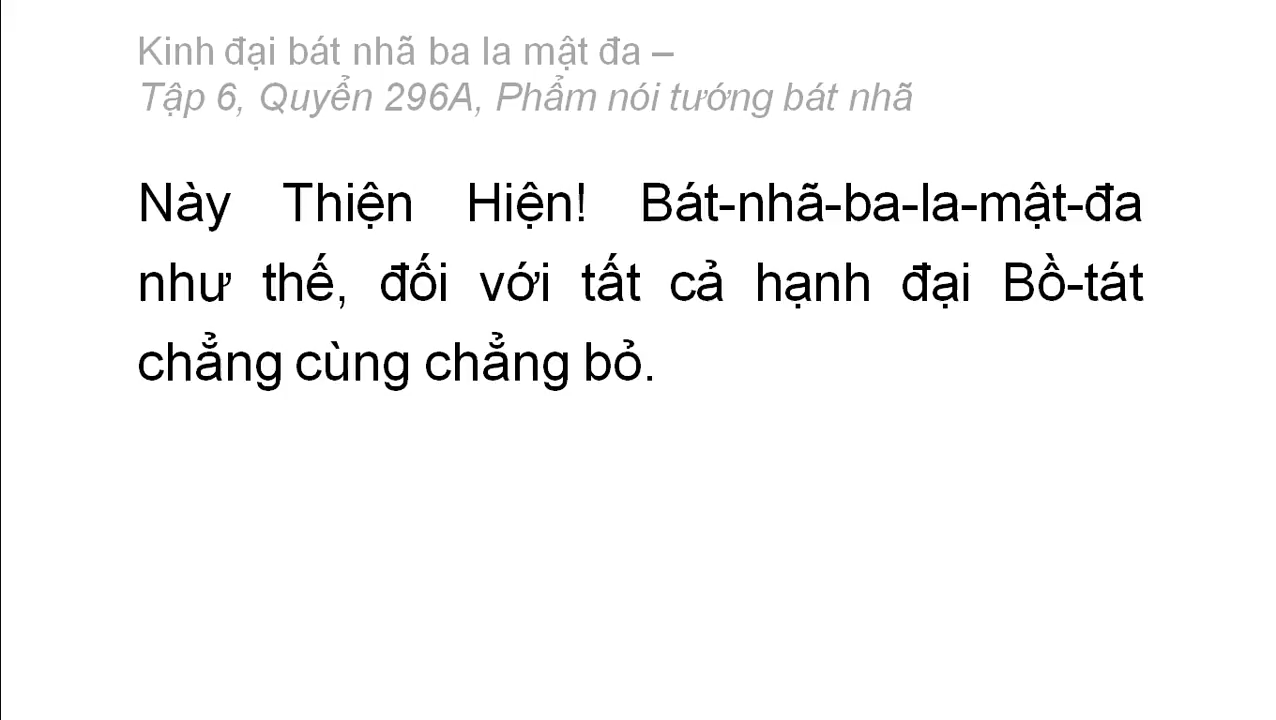 Kinh đại bát nhã ba la mật đa –
Tập 6, Quyển 296A, Phẩm nói tướng bát nhã
Này Thiện Hiện! Bát-nhã-ba-la-mật-đa
như thế, đối với tất cả hạnh đại Bồ-tát
chẳng cùng chẳng bỏ.